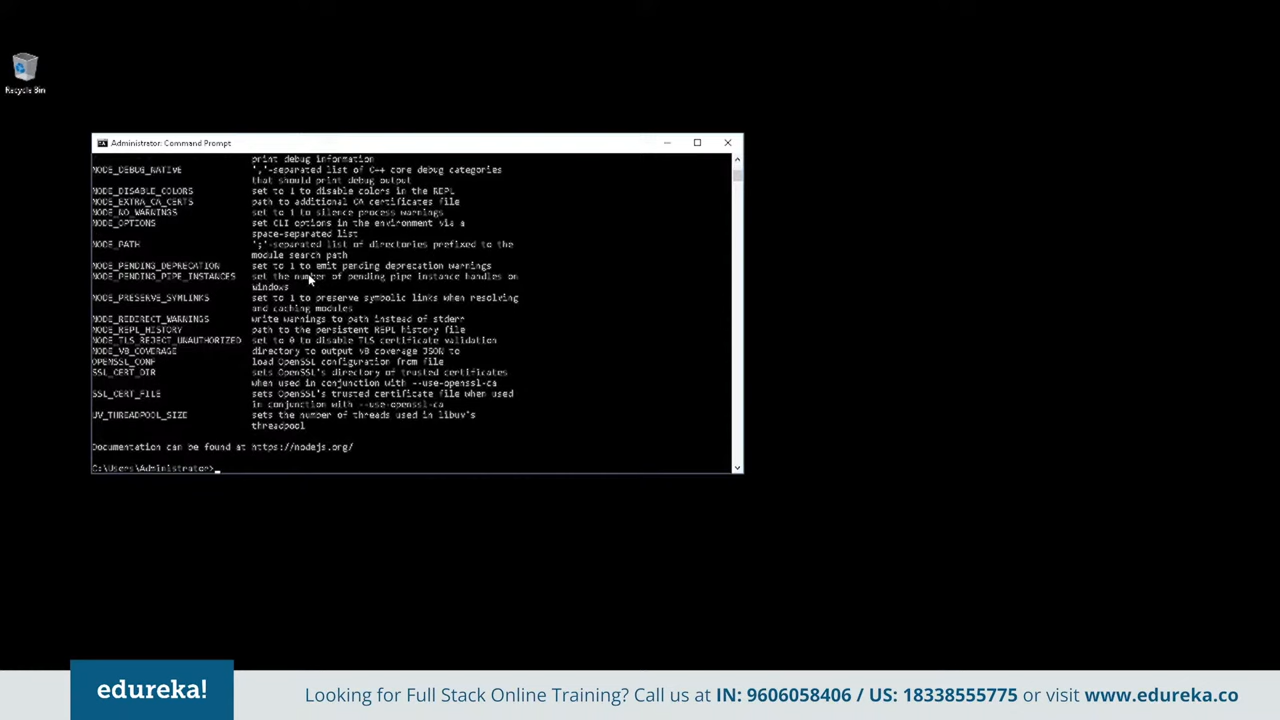 Recycle Bin
Administrator: Command Prompt
print debug information
NODE_DEBUG_NATIVE ','-separated list of C++ core debug categories
that should print debug output
NODE_DISABLE_COLORS set to 1 to disable colors in the REPL
NODE_EXTRA_CA_CERTS path to additional CA certificates file
NODE_NO_WARNINGS set to 1 to silence process warnings
NODE_OPTIONS set CLI options in the environment via a
space-separated list
NODE_PATH ';'-separated list of directories prefixed to the
module search path
NODE_PENDING_DEPRECATION set to 1 to emit pending deprecation warnings
NODE_PENDING_PIPE_INSTANCES set the number of pending pipe instance handles on
windows
NODE_PRESERVE_SYMLINKS set to 1 to preserve symbolic links when resolving
and caching modules
NODE_REDIRECT_WARNINGS write warnings to path instead of stderr
NODE_REPL_HISTORY path to the persistent REPL history file
NODE_TLS_REJECT_UNAUTHORIZED set to 0 to disable TLS certificate validation
NODE_V8_COVERAGE directory to output v8 coverage JSON to
OPENSSL_CONF load OpenSSL configuration from file
SSL_CERT_DIR sets OpenSSL's directory of trusted certificates
when used in conjunction with --use-openssl-ca
SSL_CERT_FILE sets OpenSSL's trusted certificate file when used
in conjunction with --use-openssl-ca
UV_THREADPOOL_SIZE sets the number of threads used in libuv's
threadpool
Documentation can be found at https://nodejs.org/
C:\Users\Administrator>_
edureka!
Looking for Full Stack Online Training? Call us at IN: 9606058406 / US: 18338555775 or visit www.edureka.co